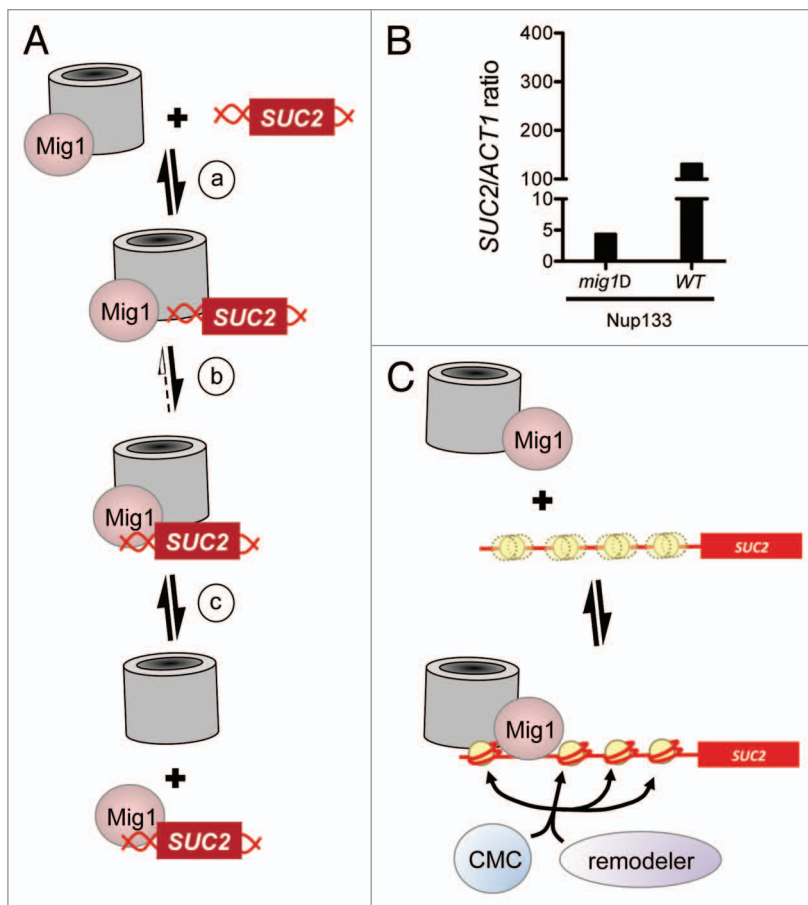 A
Mig1
+
SUC2
a
Mig1
SUC2
b
Mig1
SUC2
c
+
Mig1
SUC2
B
SUC2/ACT1 ratio
400
300
200
100
10
5
0
mig1D WT
Nup133
C
Mig1
+
SUC2
Mig1
SUC2
CMC
remodeler